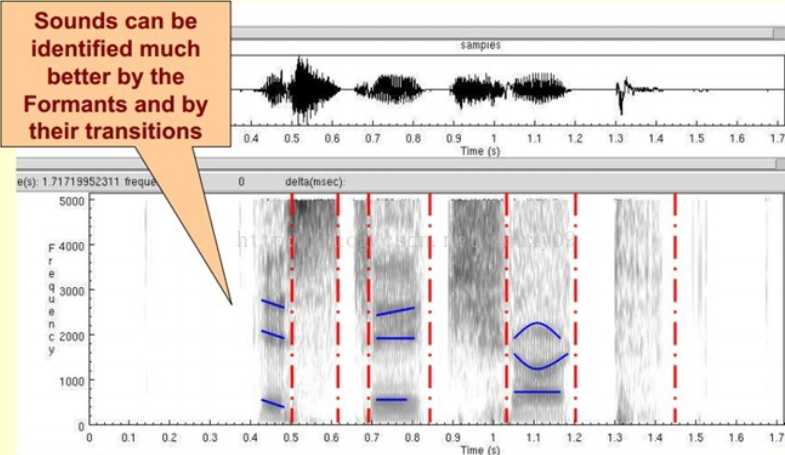 Sounds can be
identified much
better by the
Formants and by
their transitions
samples
0.4 0.5 0.6 0.7 0.8 0.9 1 1.1 1.2 1.3 1.4 1.5 1.6 1.7
Time (s)
e(s): 1.71719952311 freque 0 delta(msec):
5000
4000
3000
2000
1000
0
Frequency
0 0.1 0.2 0.3 0.4 0.5 0.6 0.7 0.8 0.9 1 1.1 1.2 1.3 1.4 1.5 1.6 1.7
Time (s)